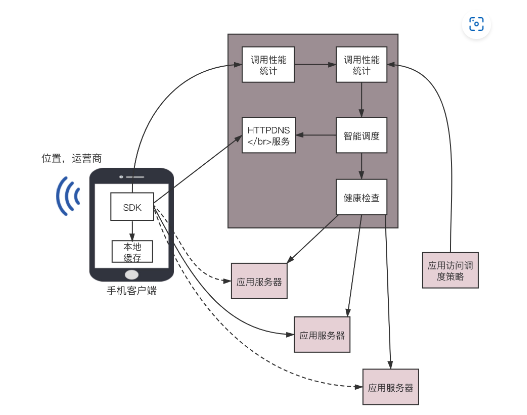 调用性能
统计
调用性能
统计
HTTPDNS
</br>服务
智能调度
位置，运营商
健康检查
SDK
本地
缓存
手机客户端
应用服务器
应用访问调
度策略
应用服务器
应用服务器